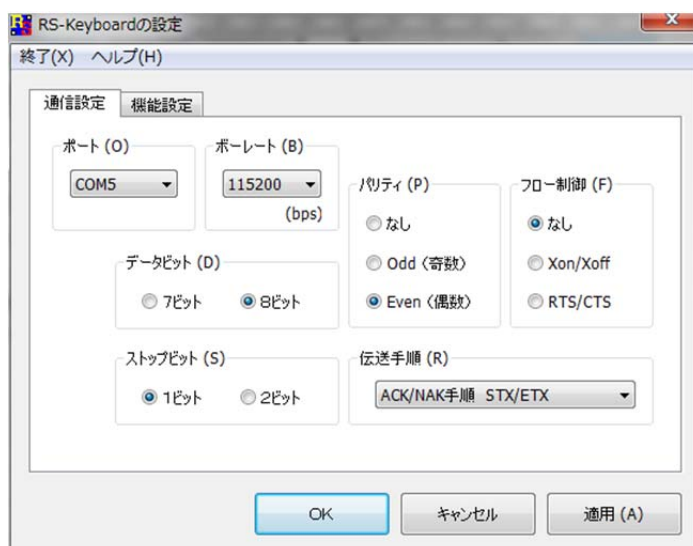 RS-Keyboardの設定
終了(X) ヘルプ(H)
通信設定 機能設定
ポート (O)
COM5
ボーレート (B)
115200
(bps)
データビット (D)
7ビット 8ビット
ストップビット (S)
1ビット 2ビット
パリティ (P)
なし
Odd (奇数)
Even (偶数)
フロー制御 (F)
なし
Xon/Xoff
RTS/CTS
伝送手順 (R)
ACK/NAK手順 STX/ETX
OK キャンセル 適用 (A)